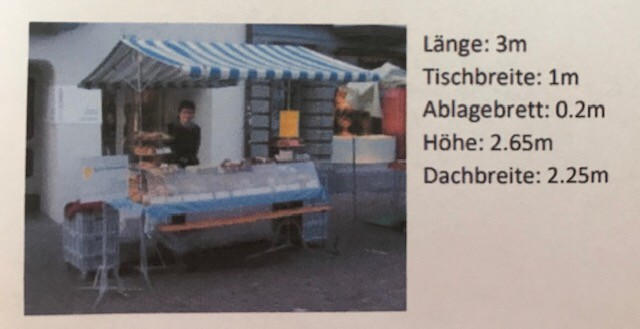 Länge: 3m
Tischbreite: 1m
Ablagebrett: 0.2m
Höhe: 2.65m
Dachbreite: 2.25m